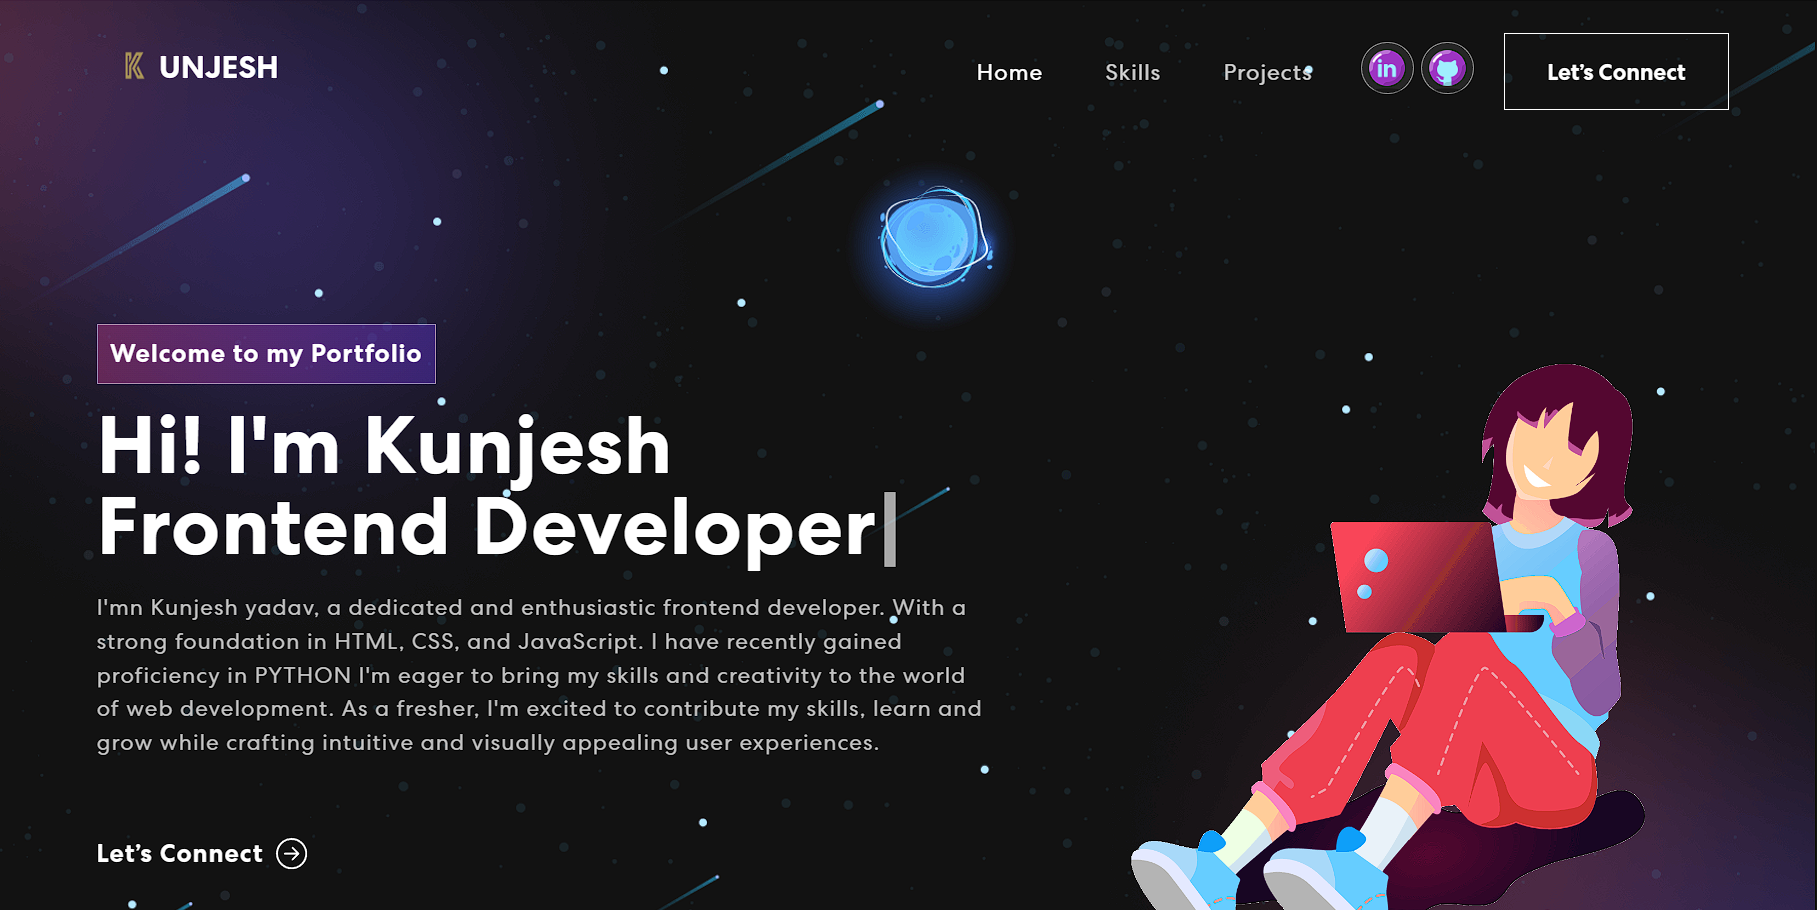 K UNJESH
Home
Skills
Projects
in
Let's Connect
Welcome to my Portfolio
Hi! I'm Kunjesh
Frontend Developer
I'mn Kunjesh yadav, a dedicated and enthusiastic frontend developer. With a
strong foundation in HTML, CSS, and JavaScript. I have recently gained
proficiency in PYTHON I'm eager to bring my skills and creativity to the world
of web development. As a fresher, I'm excited to contribute my skills, learn and
grow while crafting intuitive and visually appealing user experiences.
Let's Connect